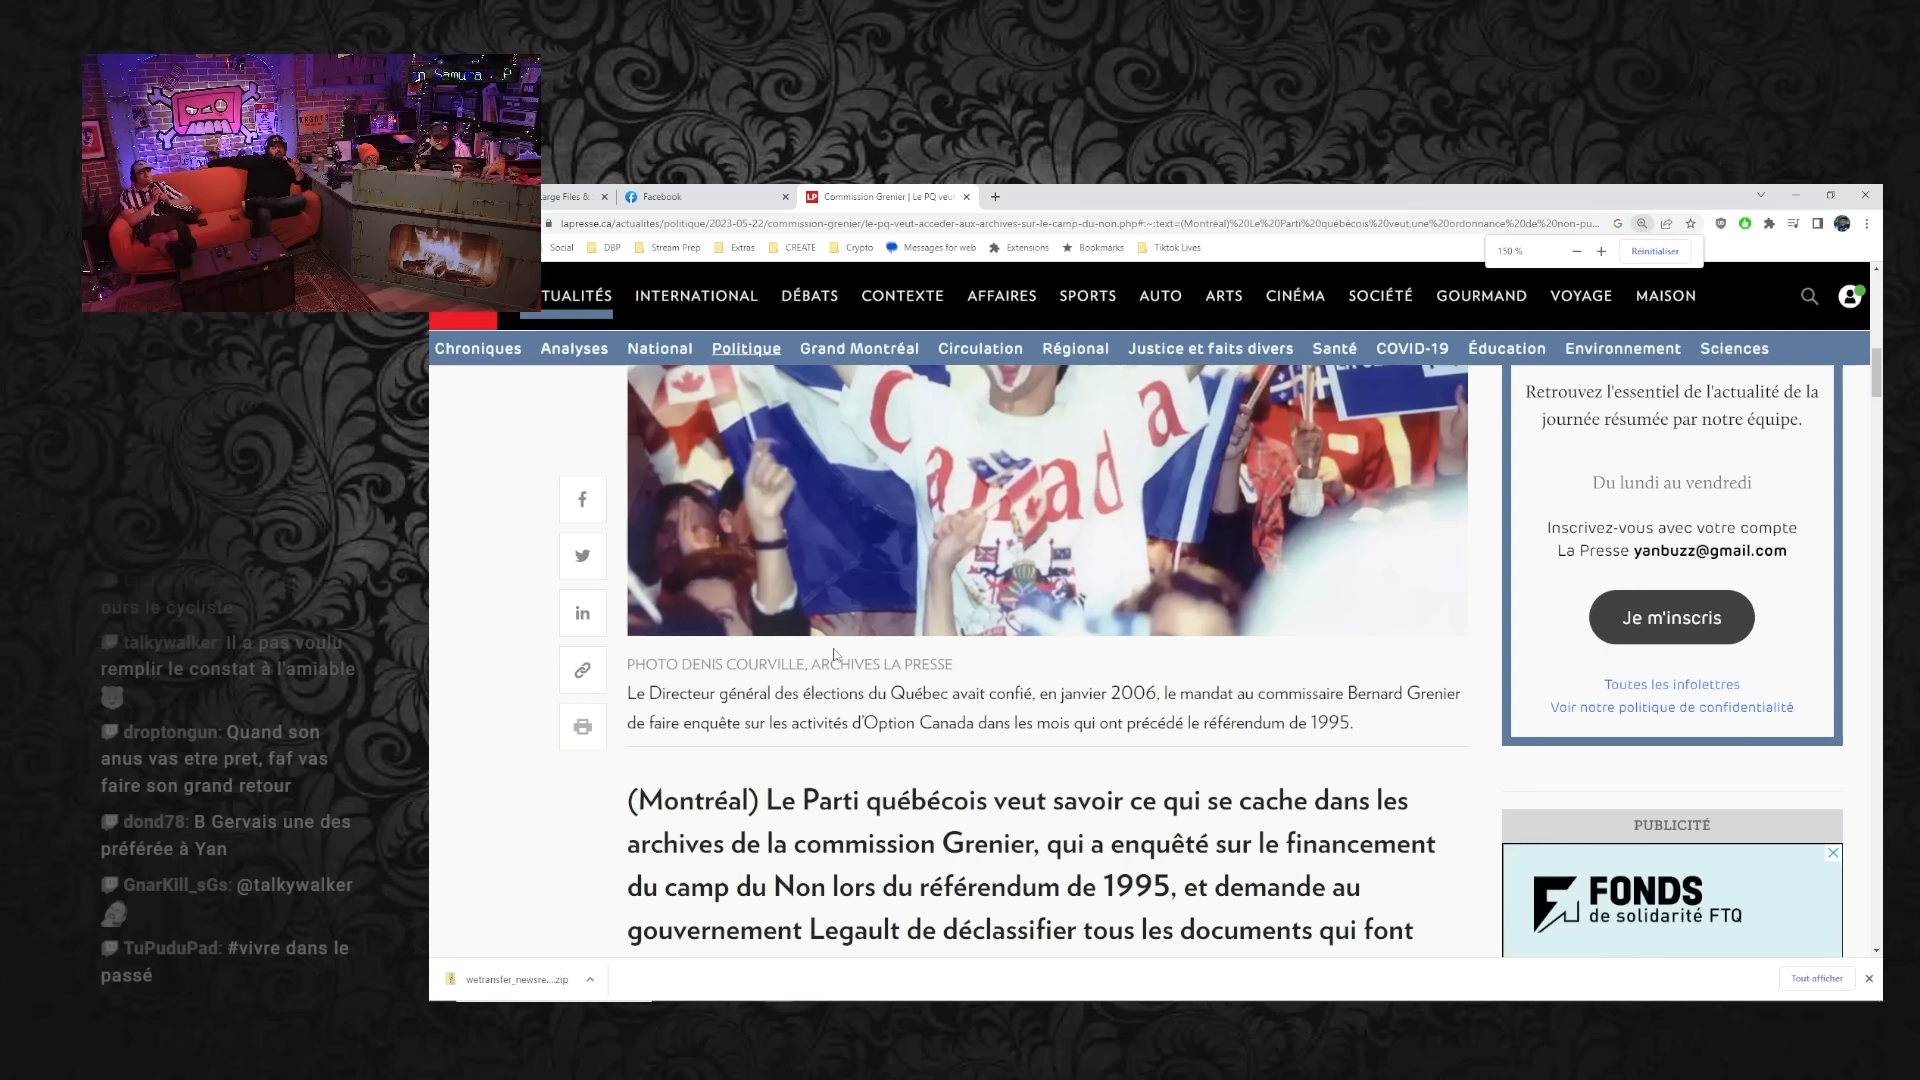 n Samura . P
KR30T3
arge Files &
Facebook
LP Commission Grenier | Le PQ veut
lapresse.ca/actualites/politique/2023-05-22/commission-grenier/le-pq-veut-acceder-aux-archives-sur-le-camp-du-non.php#:~:text=(Montréal)%20Le%20Parti%20québécois%20veut,une%20ordonnance%20de%20non-pu...
Social DBP Stream Prep Extras CREATE Crypto Messages for web Extensions Bookmarks Tiktok Lives
150 % − + Réinitialiser
TUALITÉS INTERNATIONAL DÉBATS CONTEXTE AFFAIRES SPORTS AUTO ARTS CINÉMA SOCIÉTÉ GOURMAND VOYAGE MAISON
Chroniques Analyses National Politique Grand Montréal Circulation Régional Justice et faits divers Santé COVID-19 Éducation Environnement Sciences
Canada
PHOTO DENIS COURVILLE, ARCHIVES LA PRESSE
Le Directeur général des élections du Québec avait confié, en janvier 2006, le mandat au commissaire Bernard Grenier
de faire enquête sur les activités d'Option Canada dans les mois qui ont précédé le référendum de 1995.
(Montréal) Le Parti québécois veut savoir ce qui se cache dans les
archives de la commission Grenier, qui a enquêté sur le financement
du camp du Non lors du référendum de 1995, et demande au
gouvernement Legault de déclassifier tous les documents qui font
Retrouvez l'essentiel de l'actualité de la
journée résumée par notre équipe.
Du lundi au vendredi
Inscrivez-vous avec votre compte
La Presse yanbuzz@gmail.com
Je m'inscris
Toutes les infolettres
Voir notre politique de confidentialité
PUBLICITÉ
FONDS
de solidarité FTQ
wetransfer_newsre....zip
Tout afficher
ours le cycliste
talkywalker: Il a pas voulu
remplir le constat à l'amiable
droptongun: Quand son
anus vas etre pret, faf vas
faire son grand retour
dond78: B Gervais une des
préférée à Yan
GnarKill_sGs: @talkywalker
TuPuduPad: #vivre dans le
passé